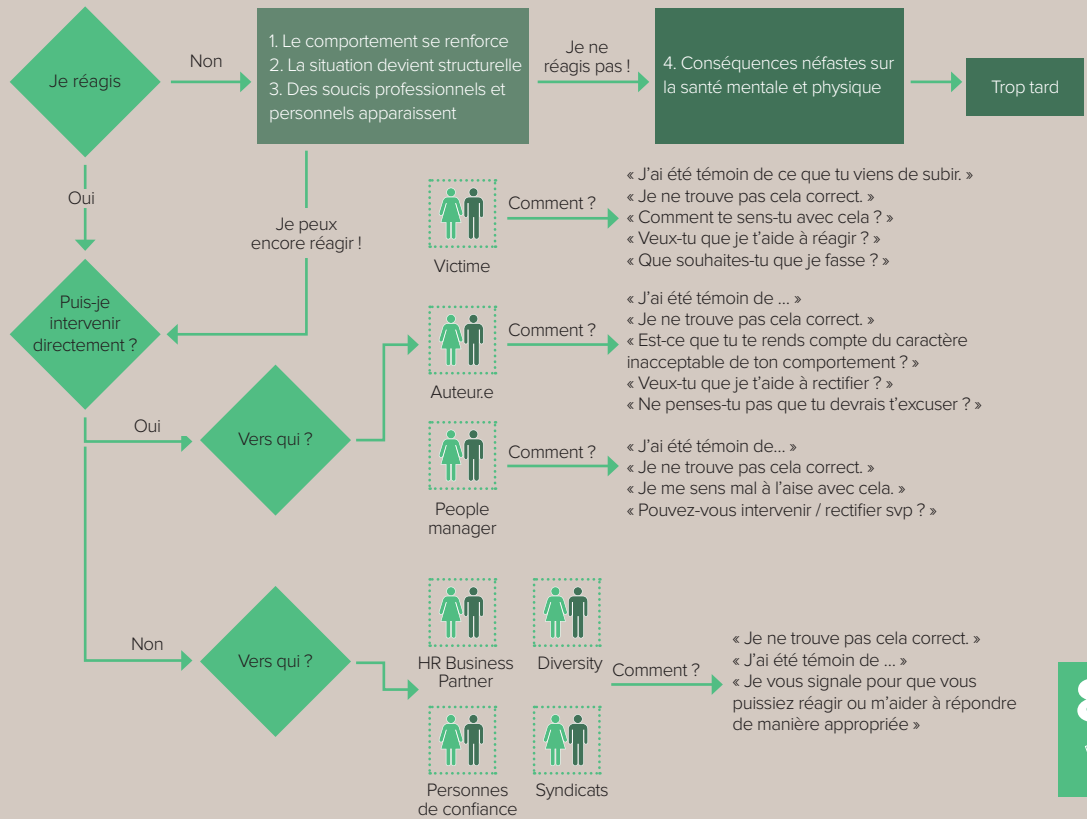 Je réagis
Non
1. Le comportement se renforce
2. La situation devient structurelle
3. Des soucis professionnels et
personnels apparaissent
Je ne
réagis pas !
4. Conséquences néfastes sur
la santé mentale et physique
Trop tard
Oui
Je peux
encore réagir !
Victime
Comment ?
« J'ai été témoin de ce que tu viens de subir. »
« Je ne trouve pas cela correct. »
« Comment te sens-tu avec cela ? »
« Veux-tu que je t'aide à réagir ? »
« Que souhaites-tu que je fasse ? »
Puis-je
intervenir
directement ?
Oui
Vers qui ?
Auteur.e
Comment ?
« J'ai été témoin de ... »
« Je ne trouve pas cela correct. »
« Est-ce que tu te rends compte du caractère
inacceptable de ton comportement ? »
« Veux-tu que je t'aide à rectifier ? »
« Ne penses-tu pas que tu devrais t'excuser ? »
People
manager
Comment ?
« J'ai été témoin de... »
« Je ne trouve pas cela correct. »
« Je me sens mal à l'aise avec cela. »
« Pouvez-vous intervenir / rectifier svp ? »
Non
Vers qui ?
HR Business
Partner
Diversity
Personnes
de confiance
Syndicats
Comment ?
« Je ne trouve pas cela correct. »
« J'ai été témoin de ... »
« Je vous signale pour que vous
puissiez réagir ou m'aider à répondre
de manière appropriée »